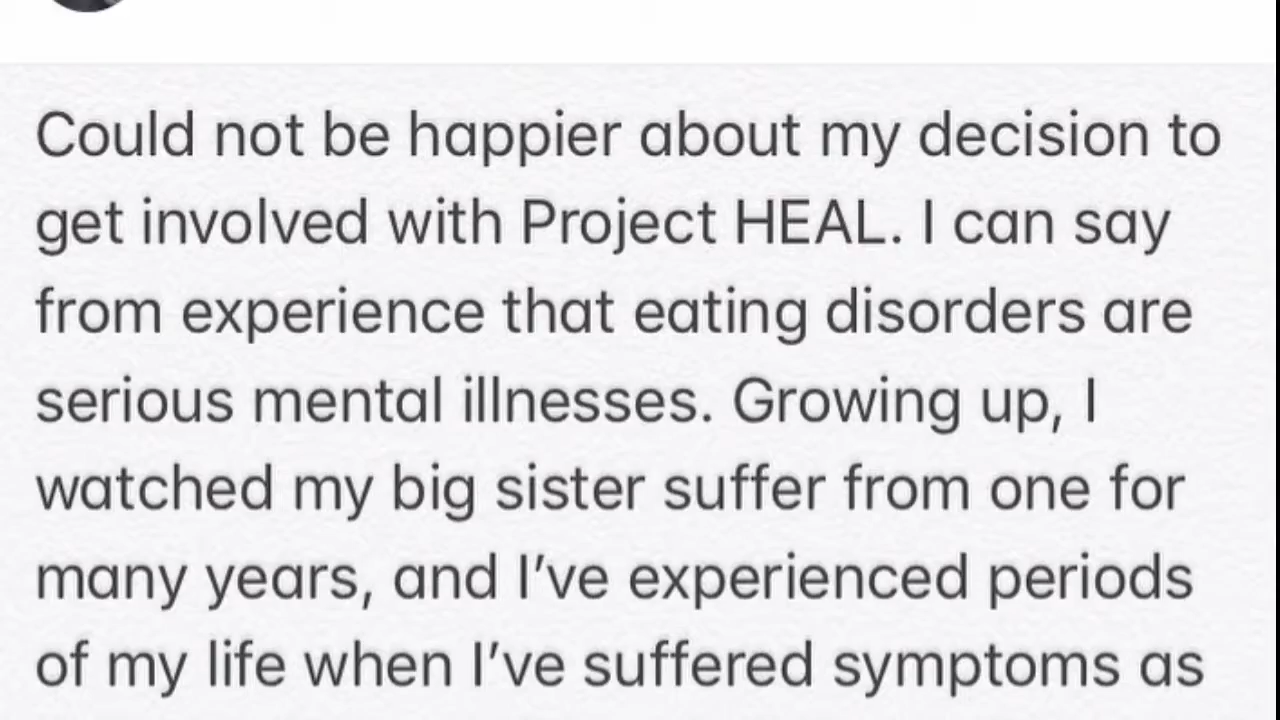 Could not be happier about my decision to
get involved with Project HEAL. I can say
from experience that eating disorders are
serious mental illnesses. Growing up, I
watched my big sister suffer from one for
many years, and I’ve experienced periods
of my life when I’ve suffered symptoms as